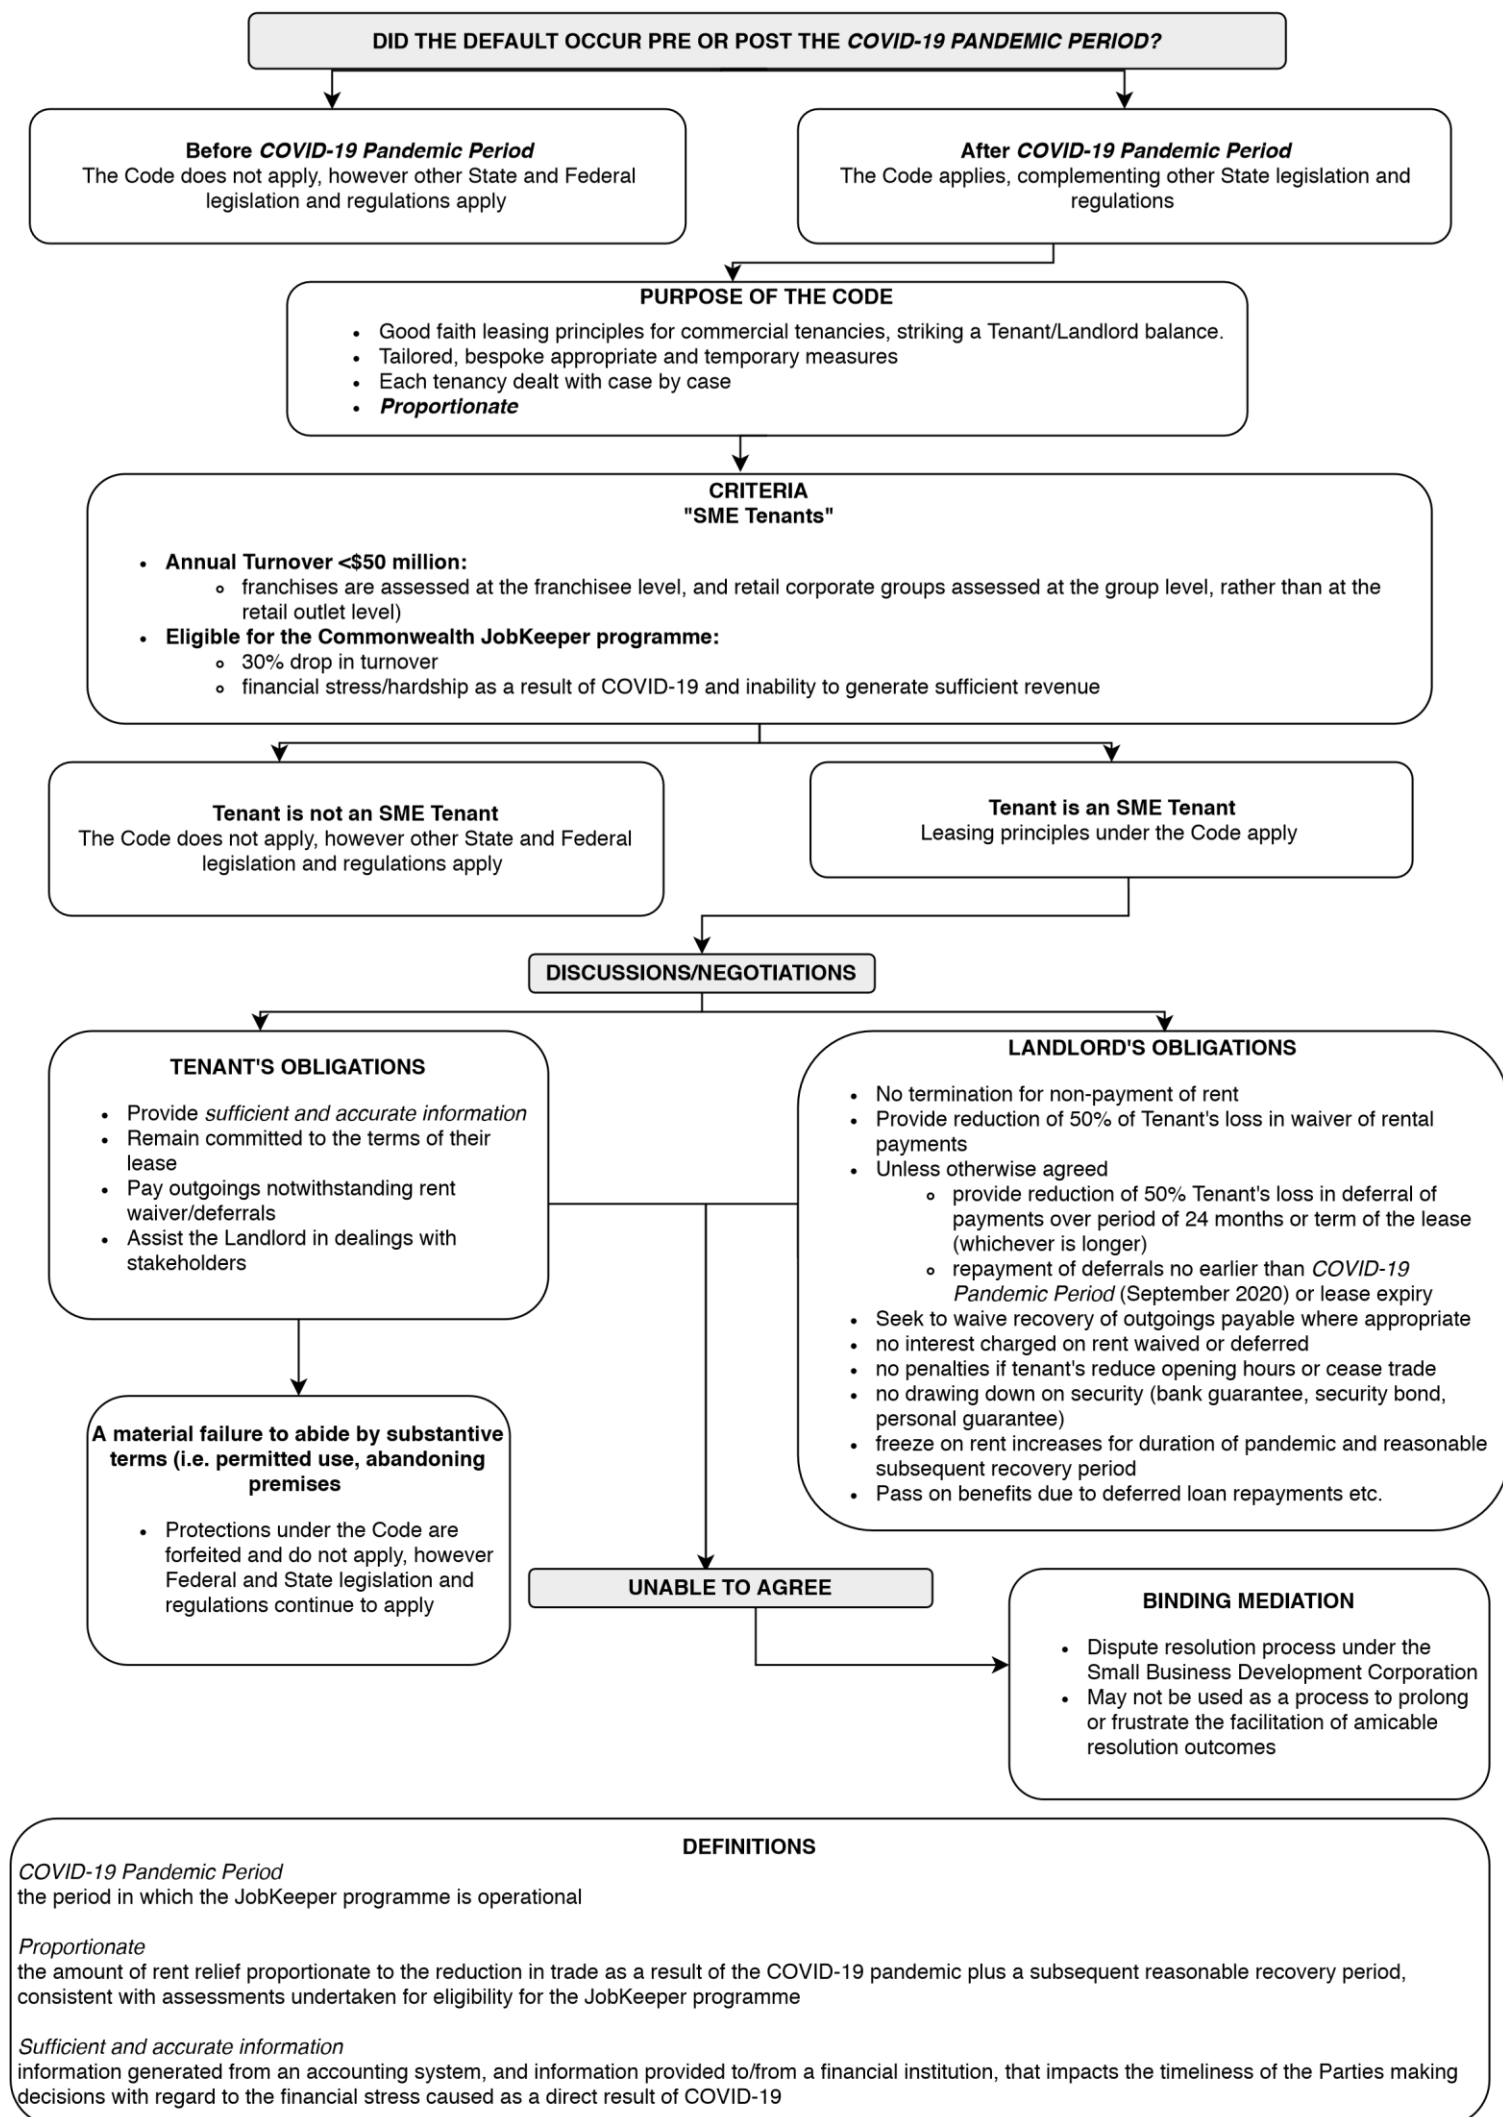 DID THE DEFAULT OCCUR PRE OR POST THE COVID-19 PANDEMIC PERIOD?
Before COVID-19 Pandemic Period
The Code does not apply, however other State and Federal
legislation and regulations apply
After COVID-19 Pandemic Period
The Code applies, complementing other State legislation and
regulations
PURPOSE OF THE CODE
• Good faith leasing principles for commercial tenancies, striking a Tenant/Landlord balance.
• Tailored, bespoke appropriate and temporary measures
• Each tenancy dealt with case by case
• Proportionate
CRITERIA
"SME Tenants"
• Annual Turnover <$50 million:
◦ franchises are assessed at the franchisee level, and retail corporate groups assessed at the group level, rather than at the
retail outlet level)
• Eligible for the Commonwealth JobKeeper programme:
◦ 30% drop in turnover
◦ financial stress/hardship as a result of COVID-19 and inability to generate sufficient revenue
Tenant is not an SME Tenant
The Code does not apply, however other State and Federal
legislation and regulations apply
Tenant is an SME Tenant
Leasing principles under the Code apply
DISCUSSIONS/NEGOTIATIONS
TENANT'S OBLIGATIONS
• Provide sufficient and accurate information
• Remain committed to the terms of their
lease
• Pay outgoings notwithstanding rent
waiver/deferrals
• Assist the Landlord in dealings with
stakeholders
LANDLORD'S OBLIGATIONS
• No termination for non-payment of rent
• Provide reduction of 50% of Tenant's loss in waiver of rental
payments
• Unless otherwise agreed
◦ provide reduction of 50% Tenant's loss in deferral of
payments over period of 24 months or term of the lease
(whichever is longer)
◦ repayment of deferrals no earlier than COVID-19
Pandemic Period (September 2020) or lease expiry
• Seek to waive recovery of outgoings payable where appropriate
• no interest charged on rent waived or deferred
• no penalties if tenant's reduce opening hours or cease trade
• no drawing down on security (bank guarantee, security bond,
personal guarantee)
• freeze on rent increases for duration of pandemic and reasonable
subsequent recovery period
• Pass on benefits due to deferred loan repayments etc.
A material failure to abide by substantive
terms (i.e. permitted use, abandoning
premises
• Protections under the Code are
forfeited and do not apply, however
Federal and State legislation and
regulations continue to apply
UNABLE TO AGREE
BINDING MEDIATION
• Dispute resolution process under the
Small Business Development Corporation
• May not be used as a process to prolong
or frustrate the facilitation of amicable
resolution outcomes
DEFINITIONS
COVID-19 Pandemic Period
the period in which the JobKeeper programme is operational
Proportionate
the amount of rent relief proportionate to the reduction in trade as a result of the COVID-19 pandemic plus a subsequent reasonable recovery period,
consistent with assessments undertaken for eligibility for the JobKeeper programme
Sufficient and accurate information
information generated from an accounting system, and information provided to/from a financial institution, that impacts the timeliness of the Parties making
decisions with regard to the financial stress caused as a direct result of COVID-19